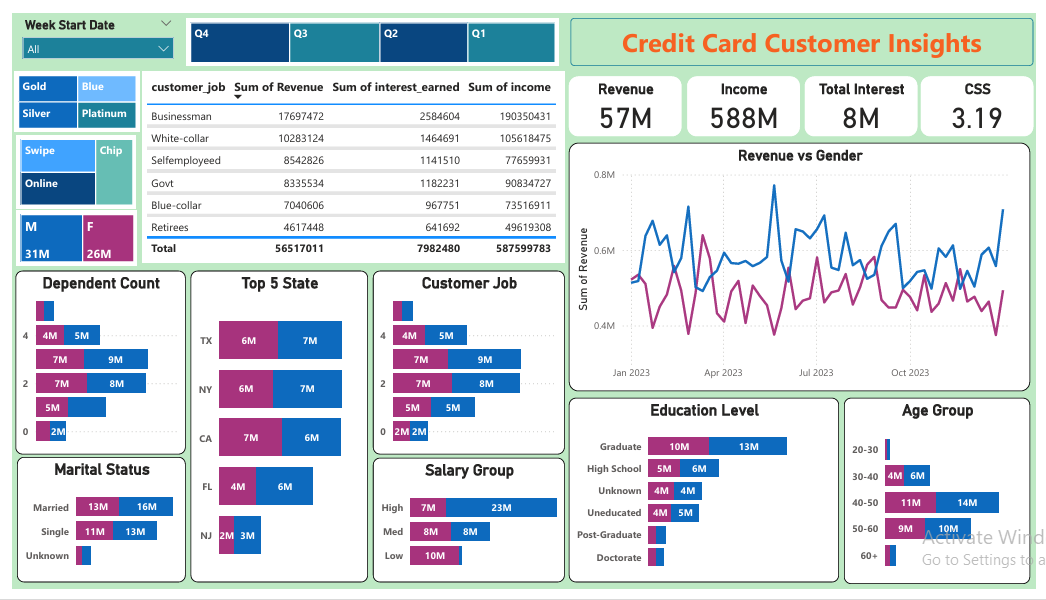 Week Start Date
All
Q4 Q3 Q2 Q1
Credit Card Customer Insights
Gold Blue
Silver Platinum
Swipe Chip
Online
M F
31M 26M
customer_job Sum of Revenue Sum of interest_earned Sum of income
Businessman 17697472 2584604 190350431
White-collar 10283124 1464691 105618475
Selfemployeed 8542826 1141510 77659931
Govt 8335534 1182231 90834727
Blue-collar 7040606 967751 73516911
Retirees 4617448 641692 49619308
Total 56517011 7982480 587599783
Revenue
57M
Income
588M
Total Interest
8M
CSS
3.19
Revenue vs Gender
Sum of Revenue
0.8M
0.6M
0.4M
Jan 2023 Apr 2023 Jul 2023 Oct 2023
Dependent Count
4 4M 5M
7M 9M
2 7M 8M
5M
0 2M
Top 5 State
TX 6M 7M
NY 6M 7M
CA 7M 6M
FL 4M 6M
NJ 2M 3M
Customer Job
4 4M 5M
7M 9M
2 7M 8M
5M 5M
0 2M 2M
Marital Status
Married 13M 16M
Single 11M 13M
Unknown
Salary Group
High 7M 23M
Med 8M 8M
Low 10M
Education Level
Graduate 10M 13M
High School 5M 6M
Unknown 4M 4M
Uneducated 4M 5M
Post-Graduate
Doctorate
Age Group
20-30
30-40 4M 6M
40-50 11M 14M
50-60 9M 10M
60+
Activate Wind
Go to Settings to a